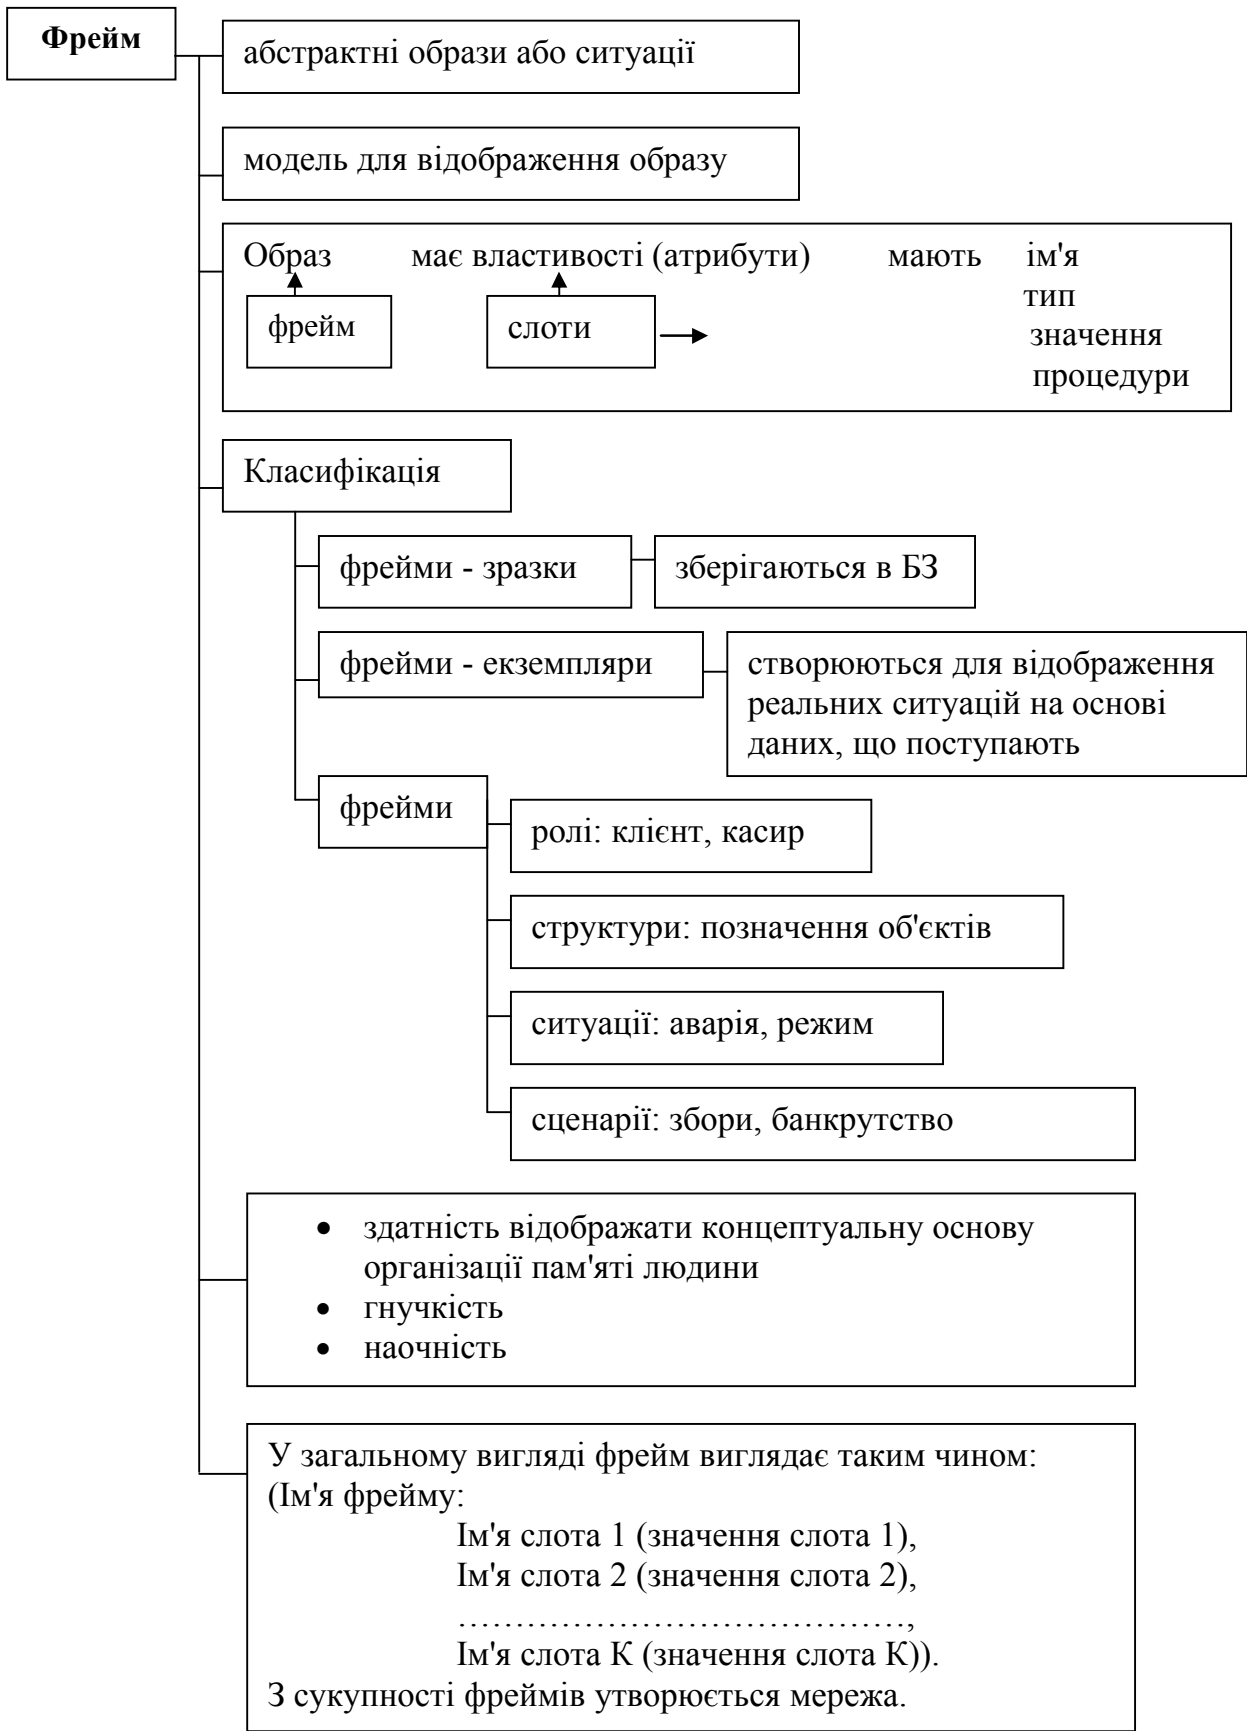 Фрейм
абстрактні образи або ситуації
модель для відображення образу
Образ має властивості (атрибути) мають ім'я
тип
фрейм слоти
значення
процедури
Класифікація
фрейми - зразки
зберігаються в БЗ
фрейми - екземпляри
створюються для відображення
реальних ситуацій на основі
даних, що поступають
фрейми
ролі: клієнт, касир
структури: позначення об'єктів
ситуації: аварія, режим
сценарії: збори, банкрутство
• здатність відображати концептуальну основу
організації пам'яті людини
• гнучкість
• наочність
У загальному вигляді фрейм виглядає таким чином:
(Ім'я фрейму:
Ім'я слота 1 (значення слота 1),
Ім'я слота 2 (значення слота 2),
…………………………………,
Ім'я слота К (значення слота К)).
З сукупності фреймів утворюється мережа.